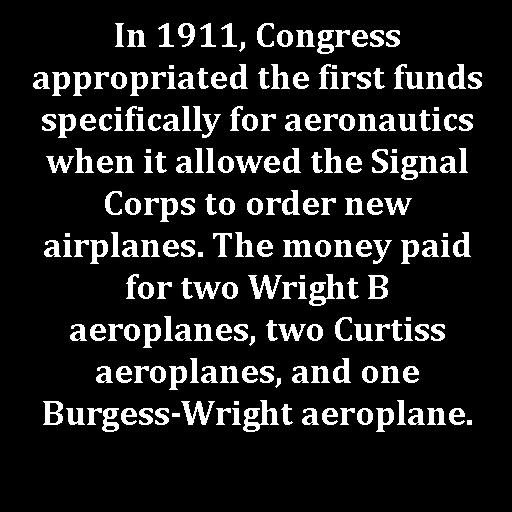 In 1911, Congress
appropriated the first funds
specifically for aeronautics
when it allowed the Signal
Corps to order new
airplanes. The money paid
for two Wright B
aeroplanes, two Curtiss
aeroplanes, and one
Burgess-Wright aeroplane.